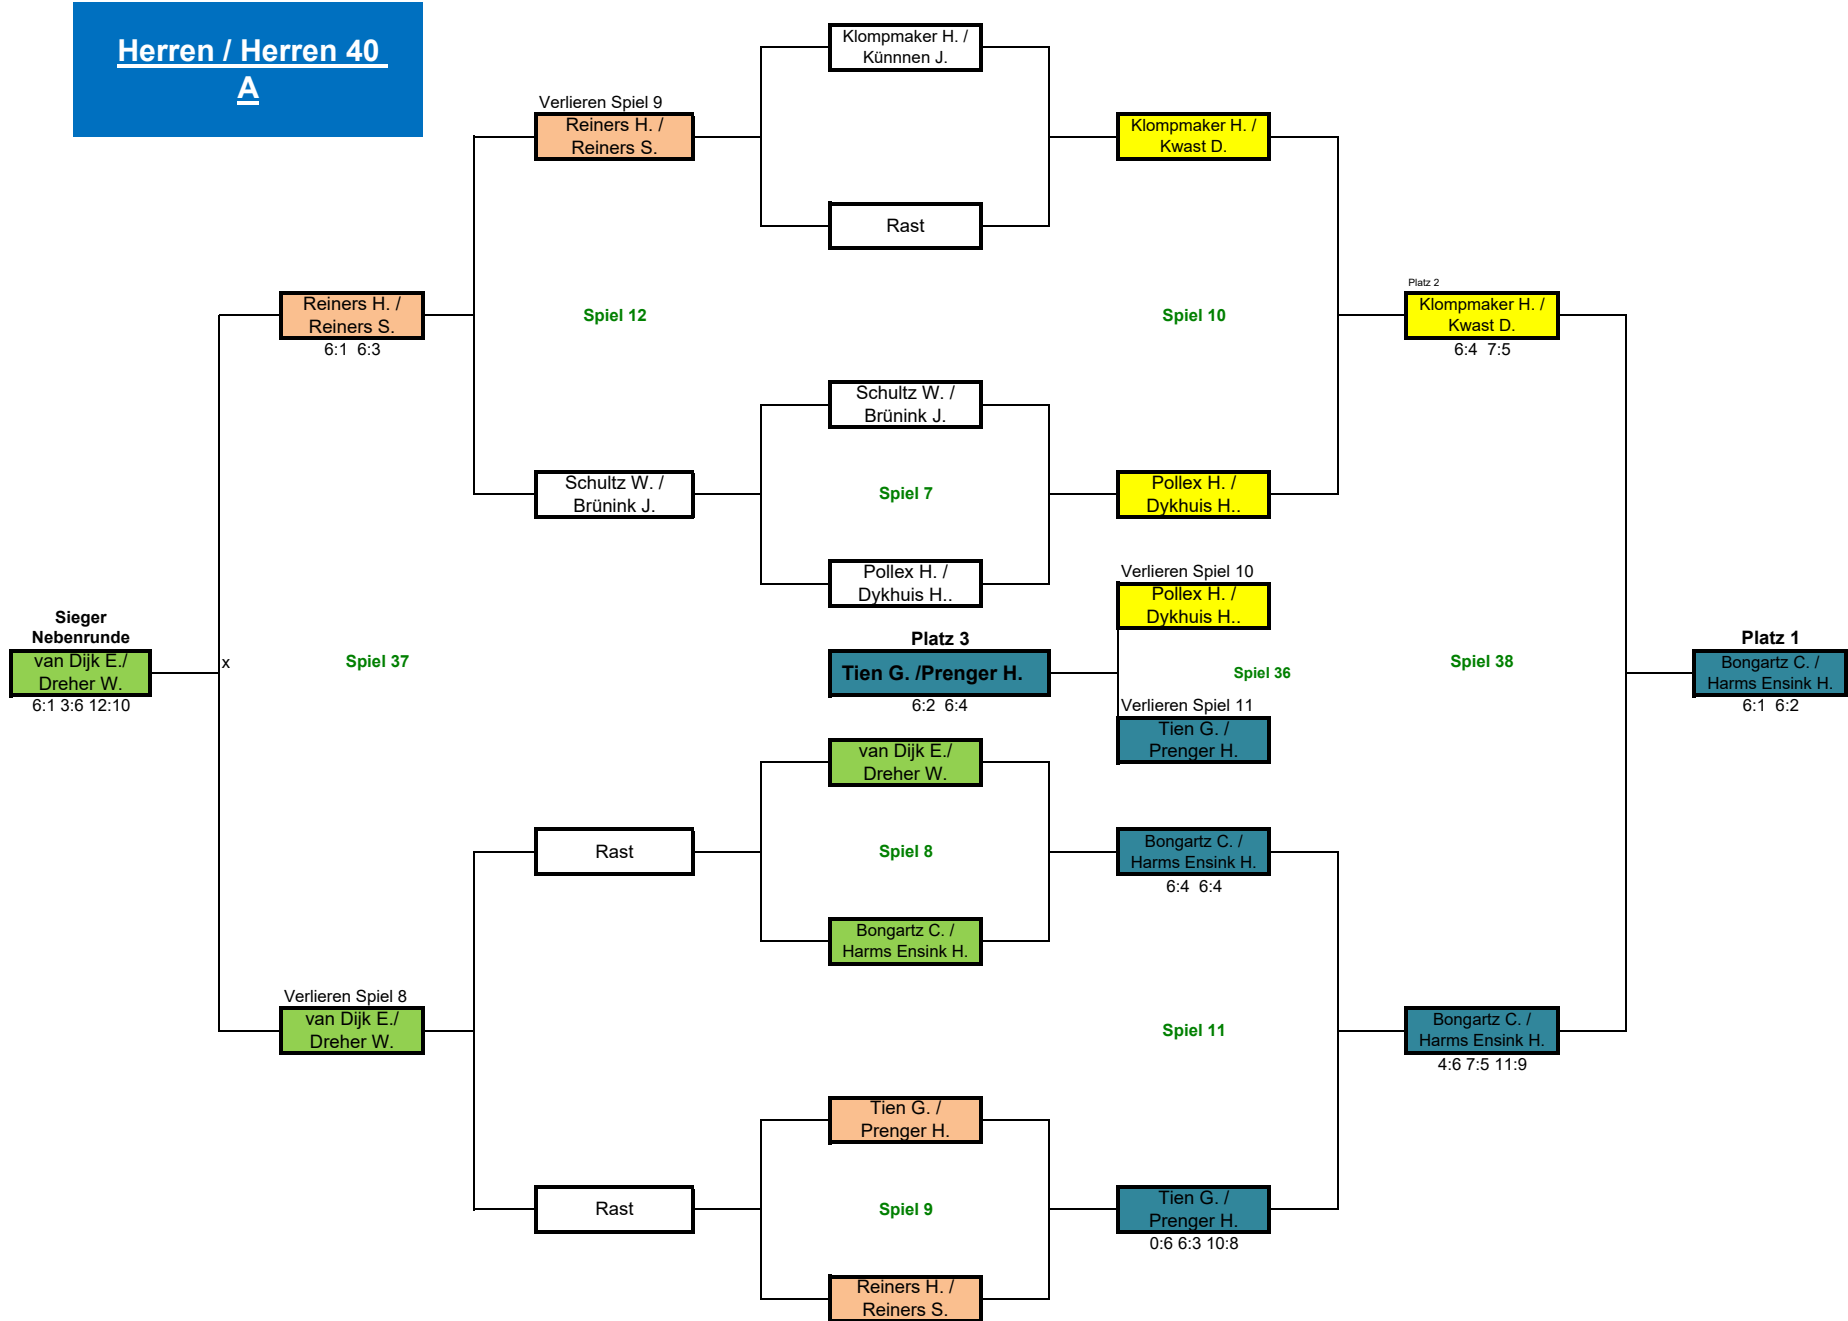 Herren / Herren 40
A
Klompmaker H. /
Künnnen J.
Verlieren Spiel 9
Reiners H. /
Reiners S.
Klompmaker H. /
Kwast D.
Rast
Platz 2
Reiners H. /
Reiners S.
6:1 6:3
Spiel 12
Spiel 10
Klompmaker H. /
Kwast D.
6:4 7:5
Schultz W. /
Brünink J.
Schultz W. /
Brünink J.
Spiel 7
Pollex H. /
Dykhuis H..
Pollex H. /
Dykhuis H..
Verlieren Spiel 10
Pollex H. /
Dykhuis H..
Sieger
Nebenrunde
van Dijk E./
Dreher W.
6:1 3:6 12:10
x
Spiel 37
Platz 3
Tien G. /Prenger H.
6:2 6:4
Spiel 36
Spiel 38
Platz 1
Bongartz C. /
Harms Ensink H.
6:1 6:2
Verlieren Spiel 11
Tien G. /
Prenger H.
van Dijk E./
Dreher W.
Rast
Spiel 8
Bongartz C. /
Harms Ensink H.
6:4 6:4
Bongartz C. /
Harms Ensink H.
Verlieren Spiel 8
van Dijk E./
Dreher W.
Spiel 11
Bongartz C. /
Harms Ensink H.
4:6 7:5 11:9
Tien G. /
Prenger H.
Rast
Spiel 9
Tien G. /
Prenger H.
0:6 6:3 10:8
Reiners H. /
Reiners S.